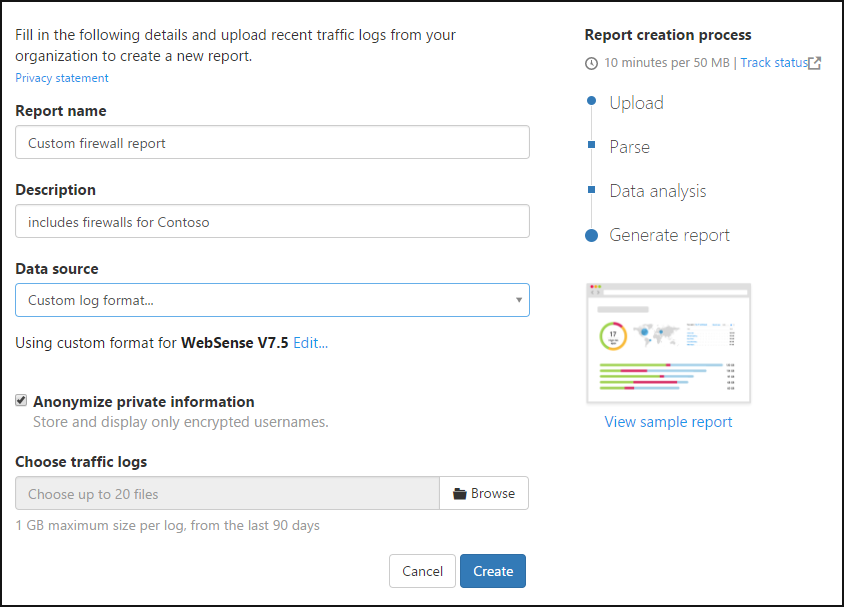 Fill in the following details and upload recent traffic logs from your
organization to create a new report.
Privacy statement
Report name
Custom firewall report
Description
includes firewalls for Contoso
Data source
Custom log format...
Using custom format for WebSense V7.5 Edit...
Anonymize private information
Store and display only encrypted usernames.
Choose traffic logs
Choose up to 20 files
Browse
1 GB maximum size per log, from the last 90 days
Cancel
Create
Report creation process
10 minutes per 50 MB | Track status
Upload
Parse
Data analysis
Generate report
17
View sample report